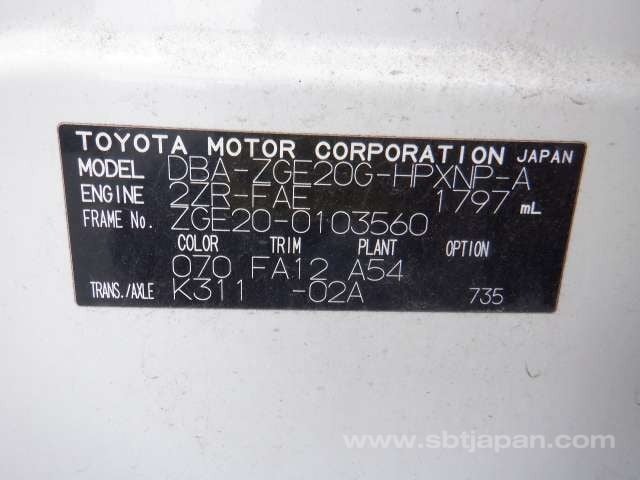 TOYOTA MOTOR CORPORATION JAPAN
MODEL DBA-ZGE20G-HPXNP-A
ENGINE 2ZR-FAE 1797 mL
FRAME No. ZGE20-0103560
COLOR TRIM PLANT OPTION
070 FA12 A54
TRANS./AXLE K311 -02A 735
www.sbtjapan.com